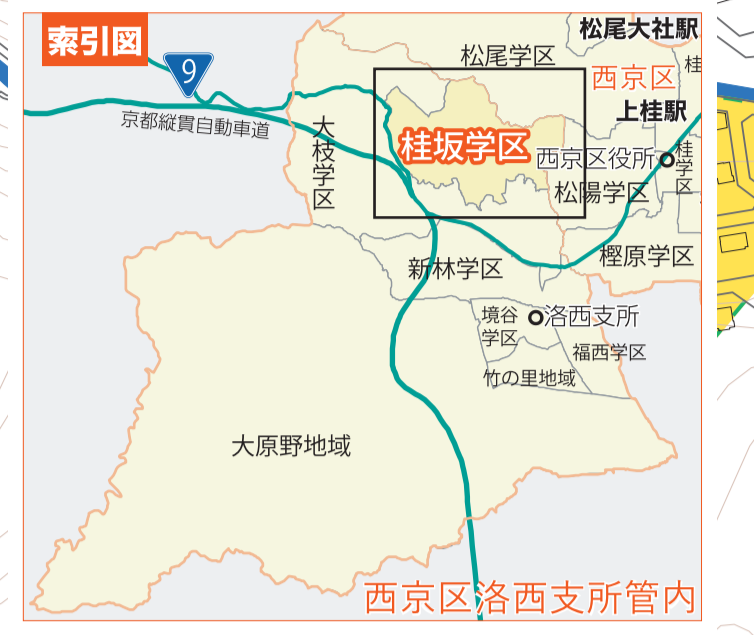 索引図
松尾大社駅
松尾学区
桂
西京区
9
上桂駅
京都縦貫自動車道
大枝学区
桂坂学区
西京区役所
桂学区
松陽学区
樫原学区
新林学区
境谷
学区
洛西支所
福西学区
竹の里地域
大原野地域
西京区洛西支所管内